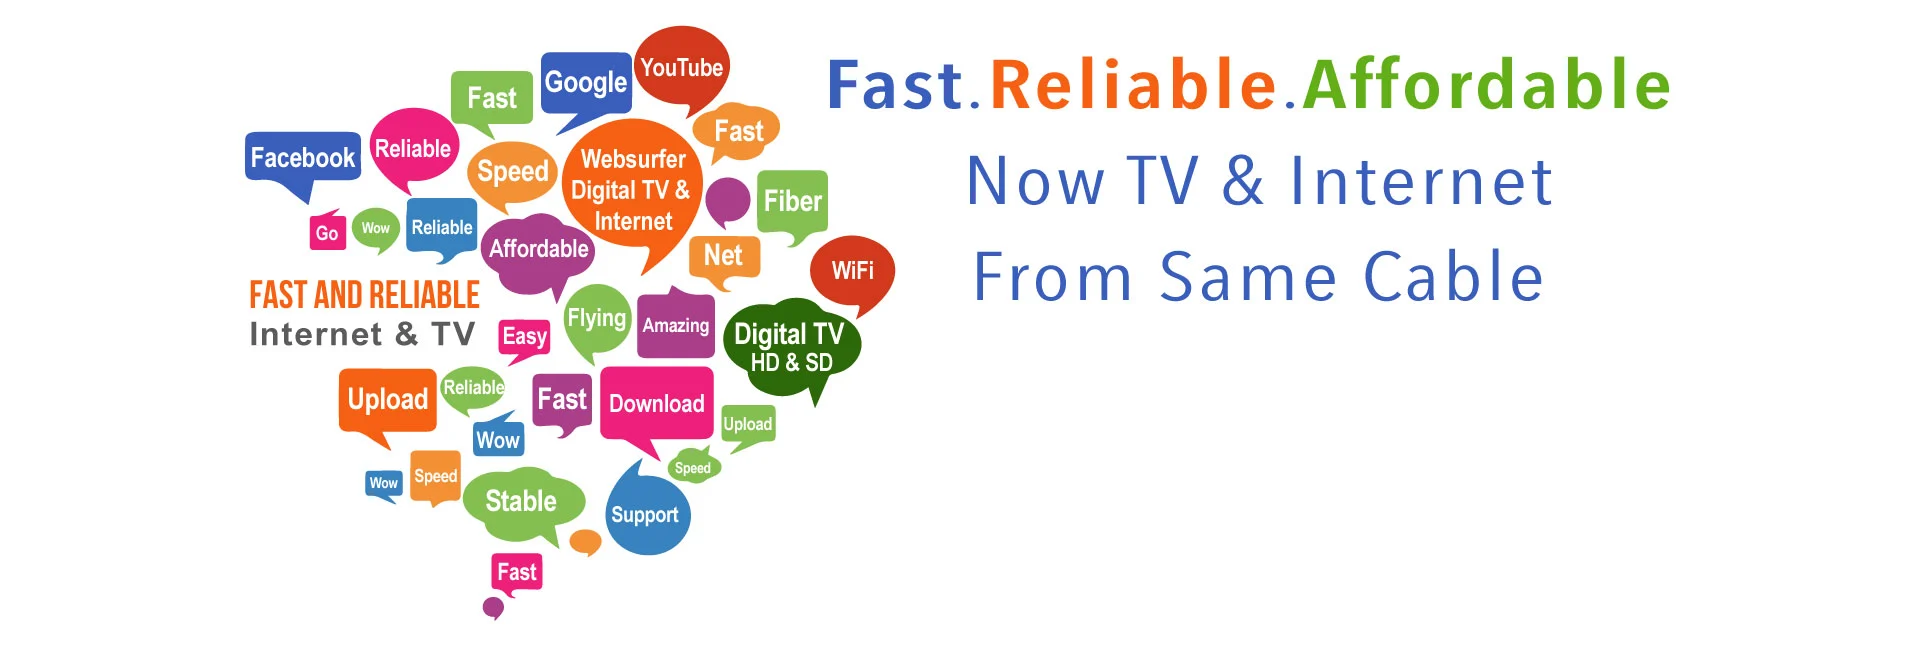 Fast.Reliable.Affordable
Now TV & Internet
From Same Cable
YouTube
Google
Fast
Fast
Reliable
Facebook
Speed
Websurfer
Digital TV &
Internet
Fiber
Go
Wow
Reliable
Affordable
Net
WiFi
FAST AND RELIABLE
Internet & TV
Easy
Flying
Amazing
Digital TV
HD & SD
Upload
Reliable
Fast
Download
Upload
Wow
Speed
Wow
Speed
Stable
Support
Fast